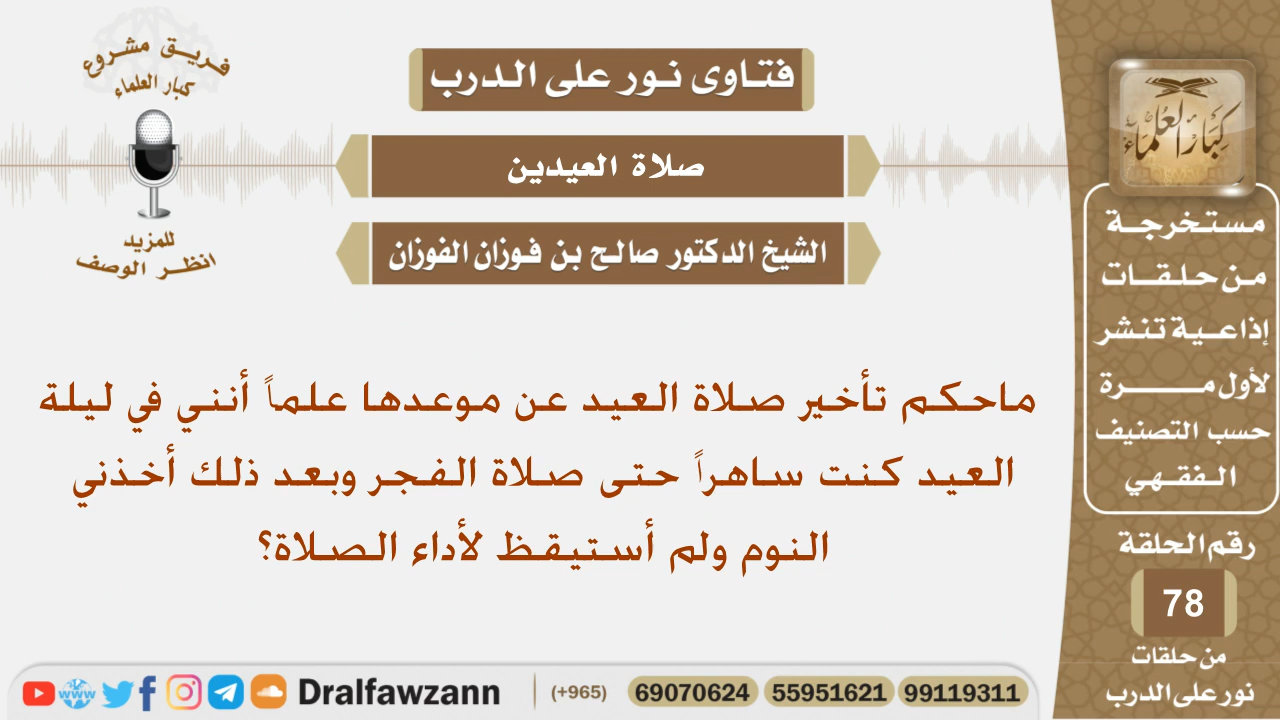 فريق مشروع
كبار العلماء
للمزيد
انظر الوصف
فتاوى نور على الدرب
صلاة العيدين
الشيخ الدكتور صالح بن فوزان الفوزان
ماحكم تأخير صلاة العيد عن موعدها علماً أنني في ليلة
العيد كنت ساهراً حتى صلاة الفجر وبعد ذلك أخذني
النوم ولم أستيقظ لأداء الصلاة؟
كبار العلماء
مستخرجة
من حلقات
إذاعية تنشر
لأول مرة
حسب التصنيف
الفقهي
رقم الحلقة
78
من حلقات
نور على الدرب
www Dralfawzann (+965) 69070624 55951621 99119311